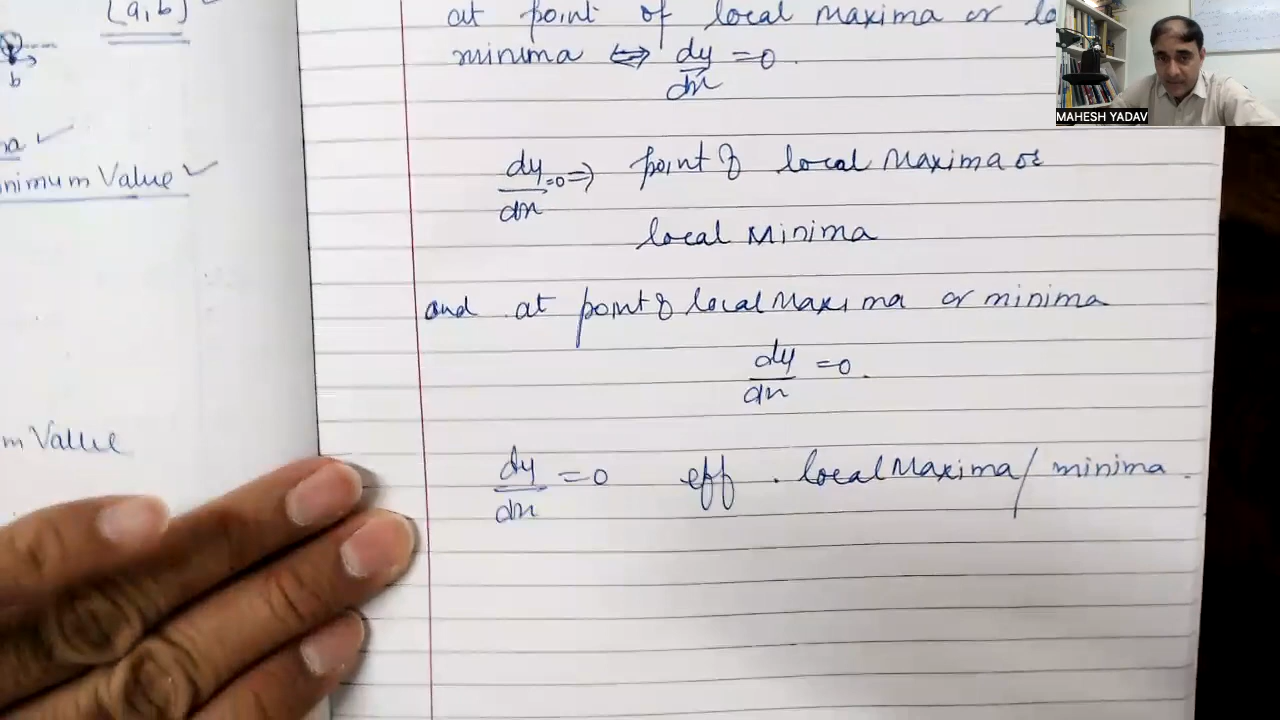 [a,b]
b
nimum Value
m Value
at point of local Maxima or lo
minima ⇔ dy/dx = 0.
dy/dx = 0 ⇒ point of local Maxima or
local Minima
and at point of local Maxima or minima
dy/dx = 0.
dy/dx = 0 eff . local Maxima / minima.
MAHESH YADAV